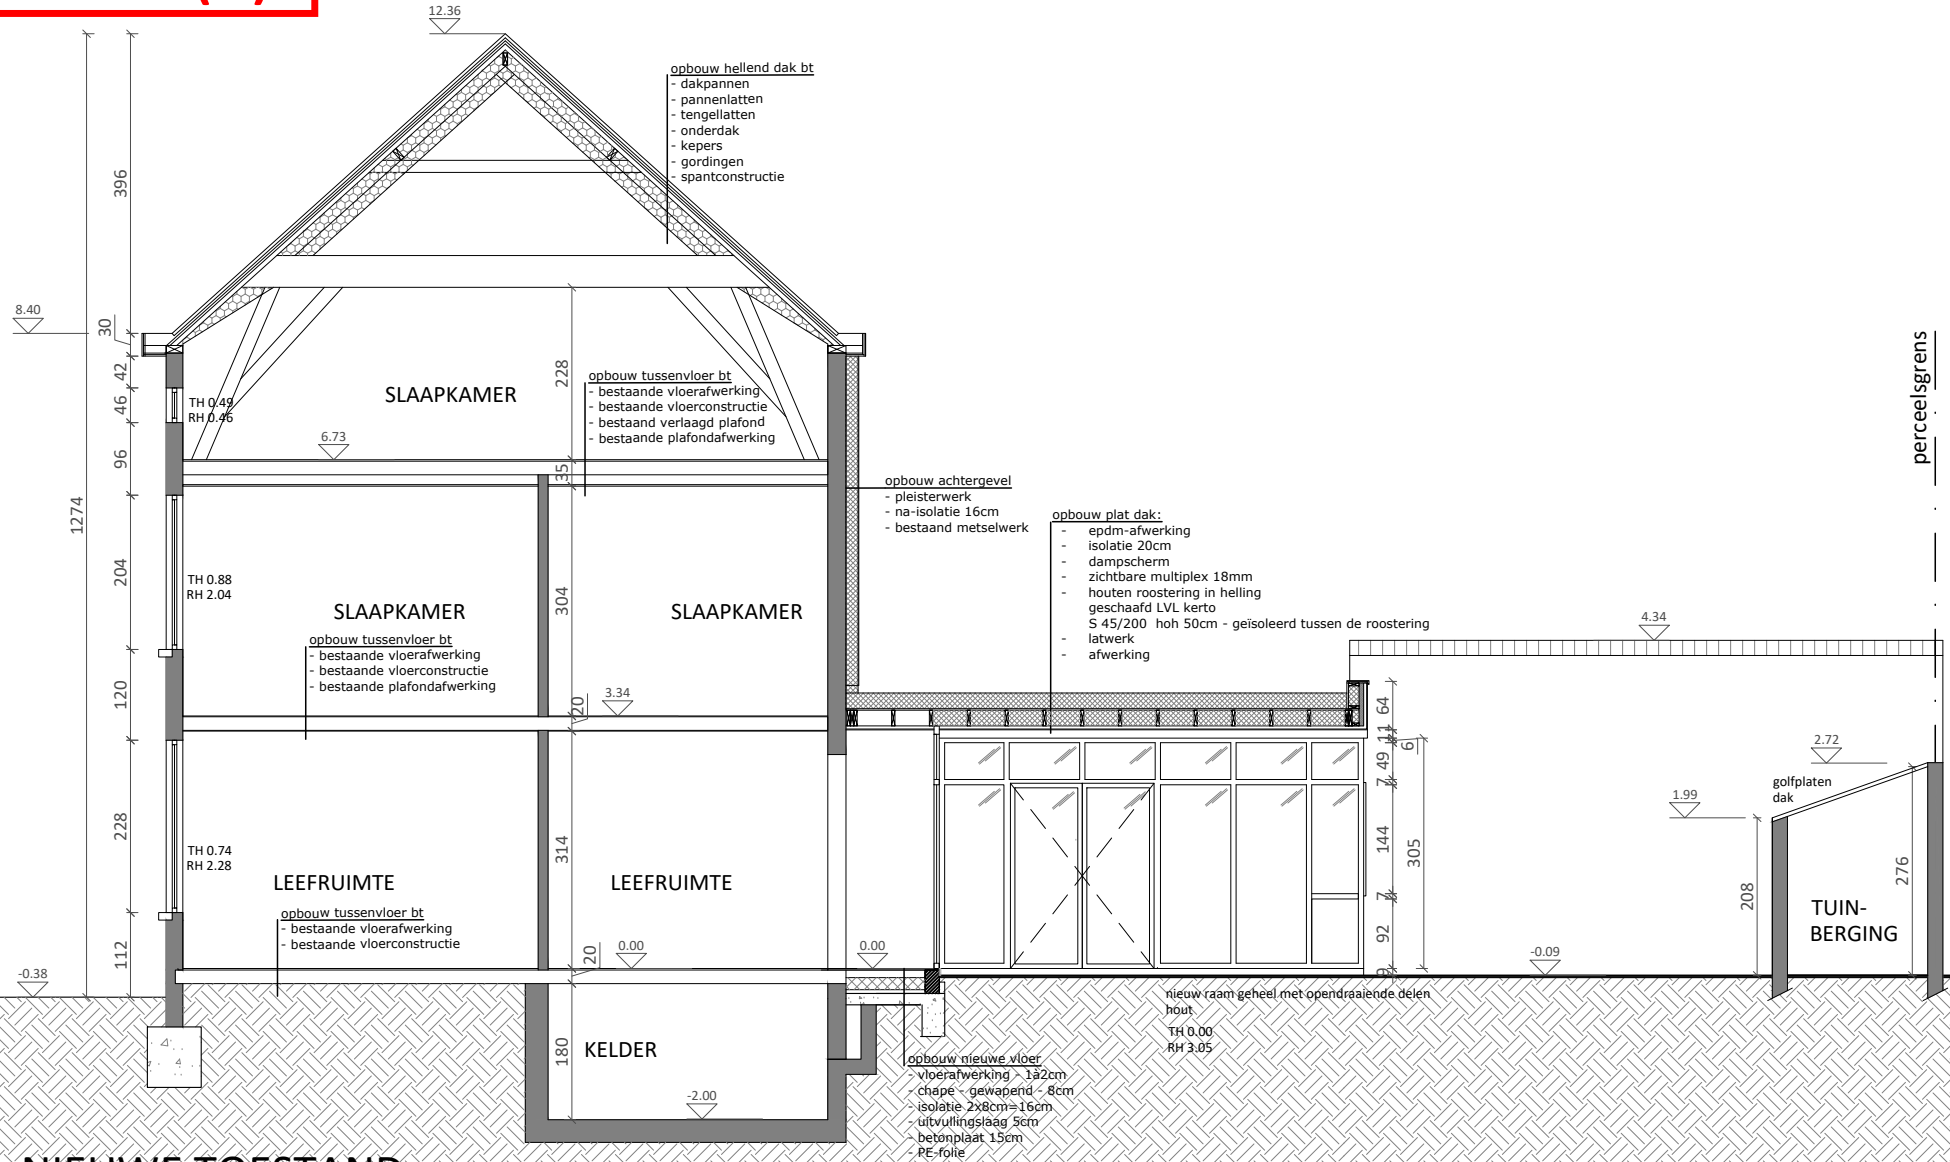 12.36
opbouw hellend dak bt
- dakpannen
- pannenlatten
- tengellatten
- onderdak
- kepers
- gordingen
- spantconstructie
396
8.40
30
42
46
96
1274
204
120
228
112
-0.38
TH 0.49
RH 0.46
SLAAPKAMER
228
6.73
35
opbouw tussenvloer bt
- bestaande vloerafwerking
- bestaande vloerconstructie
- bestaand verlaagd plafond
- bestaande plafondafwerking
opbouw achtergevel
- pleisterwerk
- na-isolatie 16cm
- bestaand metselwerk
opbouw plat dak:
- epdm-afwerking
- isolatie 20cm
- dampscherm
- zichtbare multiplex 18mm
- houten roostering in helling
geschaafd LVL kerto
S 45/200 hoh 50cm - geïsoleerd tussen de roostering
- latwerk
- afwerking
perceelsgrens
TH 0.88
RH 2.04
SLAAPKAMER
304
SLAAPKAMER
opbouw tussenvloer bt
- bestaande vloerafwerking
- bestaande vloerconstructie
- bestaande plafondafwerking
20
3.34
4.34
64
11
6
49
7
144
305
7
92
9
2.72
golfplaten
dak
1.99
208
276
TUIN-
BERGING
TH 0.74
RH 2.28
LEEFRUIMTE
314
LEEFRUIMTE
opbouw tussenvloer bt
- bestaande vloerafwerking
- bestaande vloerconstructie
20
0.00
0.00
-0.09
nieuw raam geheel met opendraaiende delen
hout
TH 0.00
RH 3.05
180
KELDER
-2.00
opbouw nieuwe vloer
- vloerafwerking - 1à2cm
- chape - gewapend - 8cm
- isolatie 2x8cm=16cm
- uitvullingslaag 5cm
- betonplaat 15cm
- PE-folie
NIEUWE TOESTAND